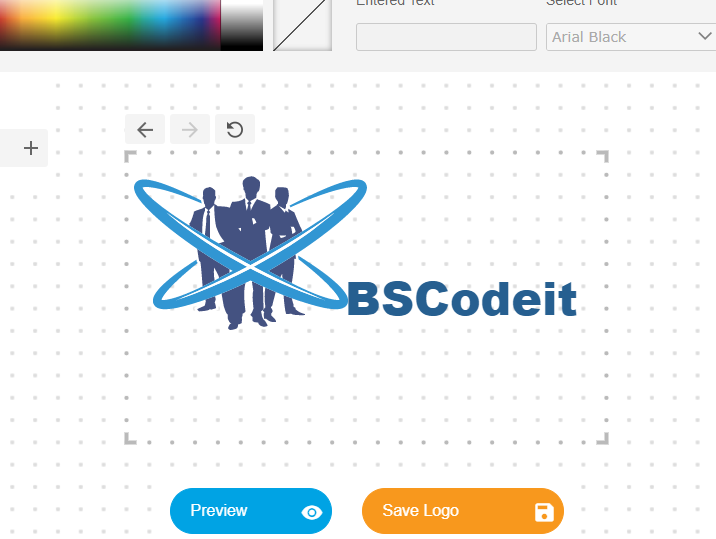 Entered Text
Select Font
Arial Black
BSCodeit
Preview
Save Logo